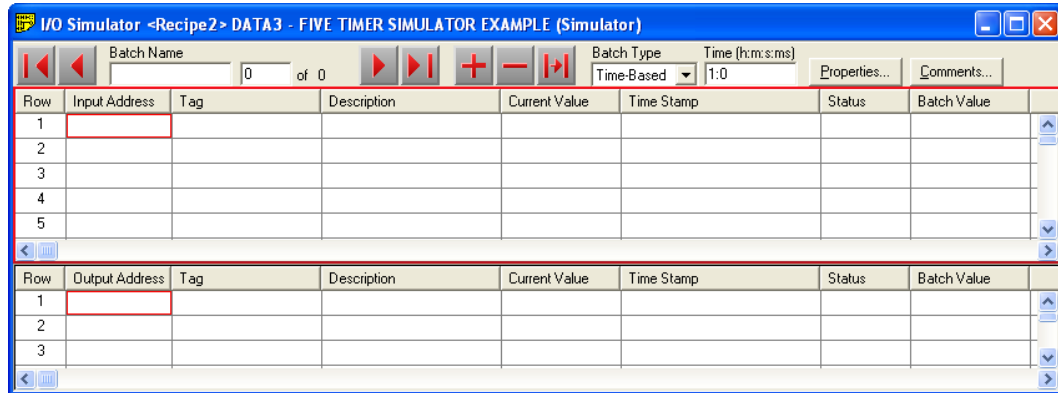 I/O Simulator <Recipe2> DATA3 - FIVE TIMER SIMULATOR EXAMPLE (Simulator)
Batch Name Batch Type Time (h:m:s:ms)
0 of 0 Time-Based 1:0 Properties... Comments...
Row Input Address Tag Description Current Value Time Stamp Status Batch Value
1
2
3
4
5
Row Output Address Tag Description Current Value Time Stamp Status Batch Value
1
2
3